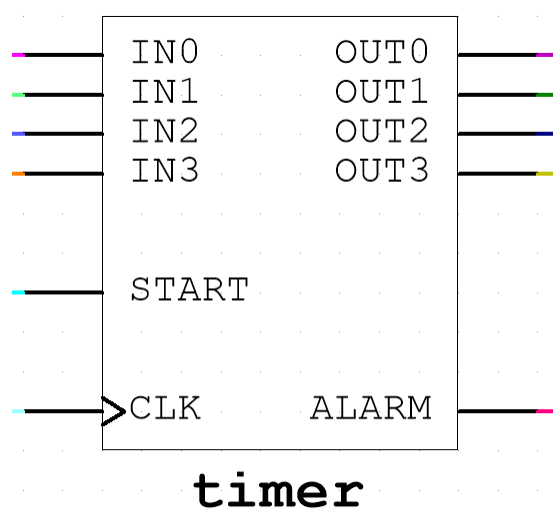 IN0 OUT0
IN1 OUT1
IN2 OUT2
IN3 OUT3
START
CLK ALARM
timer